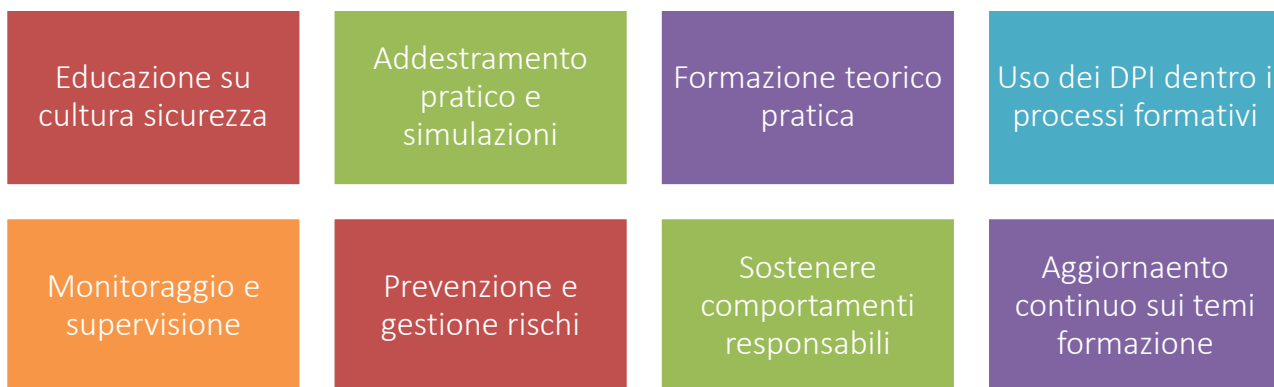 Educazione su
cultura sicurezza
Addestramento
pratico e
simulazioni
Formazione teorico
pratica
Uso dei DPI dentro i
processi formativi
Monitoraggio e
supervisione
Prevenzione e
gestione rischi
Sostenere
comportamenti
responsabili
Aggiornaento
continuo sui temi
formazione